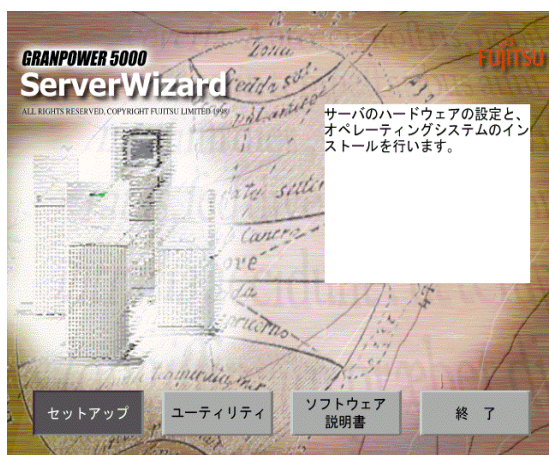 GRANPOWER 5000
FUJITSU
ServerWizard
ALL RIGHTS RESERVED, COPYRIGHT FUJITSU LIMITED 1998
サーバのハードウェアの設定と、
オペレーティングシステムのイン
ストールを行います。
Zona
Cancro
セットアップ
ユーティリティ
ソフトウェア
説明書
終 了